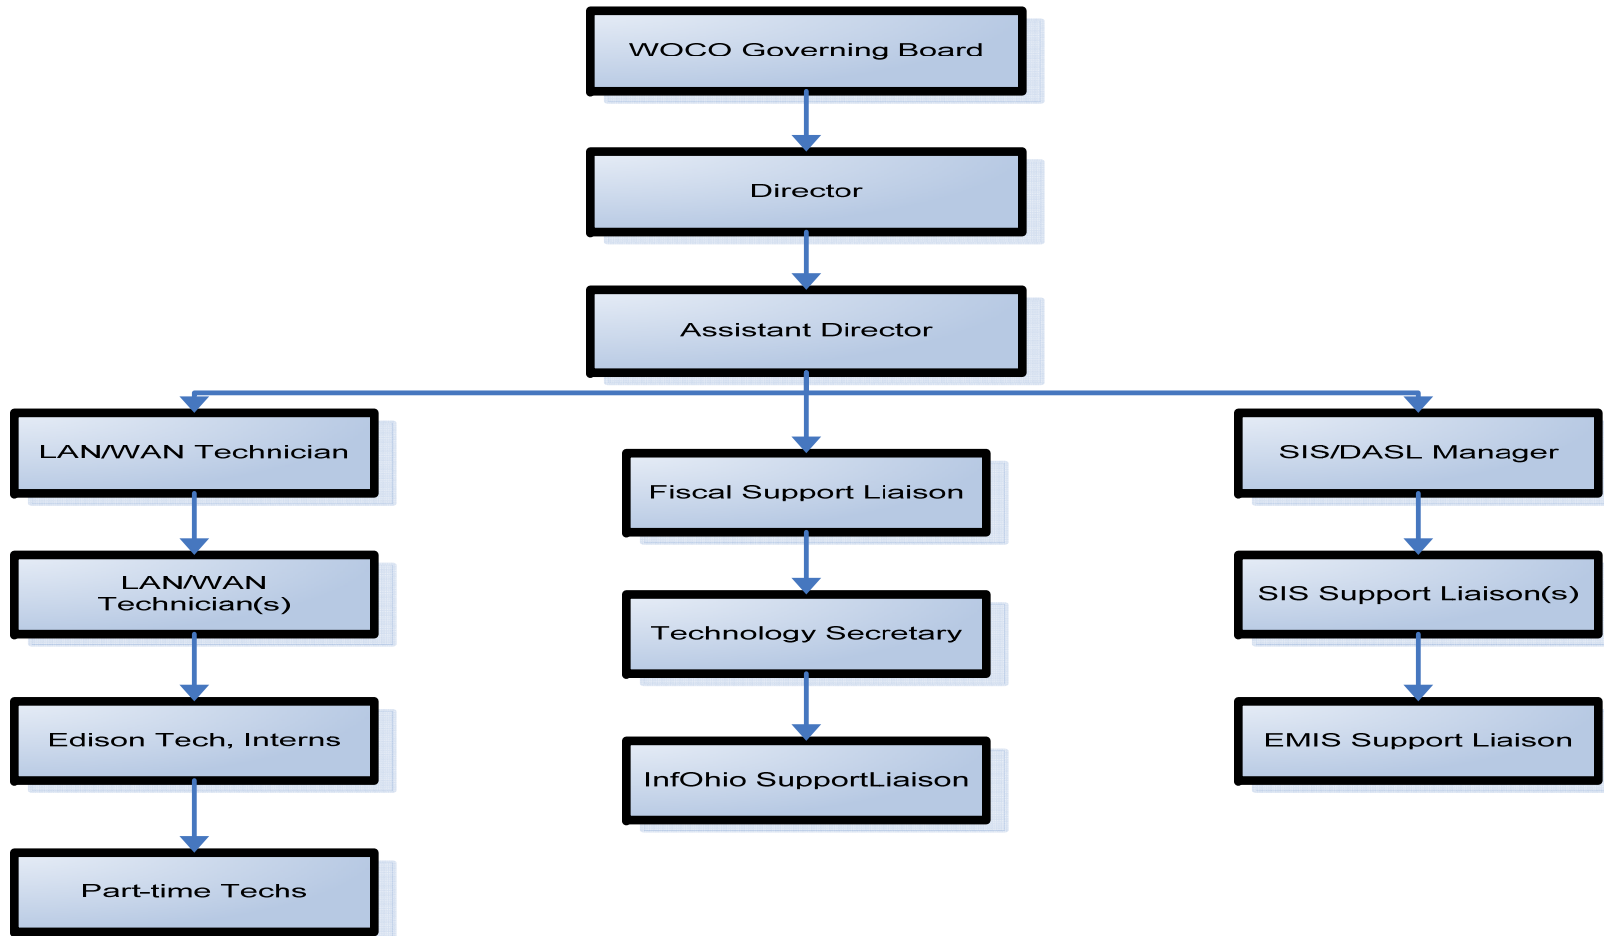 WOCO Governing Board
Director
Assistant Director
LAN/WAN Technician
LAN/WAN
Technician(s)
Edison Tech, Interns
Part-time Techs
Fiscal Support Liaison
Technology Secretary
InfOhio SupportLiaison
SIS/DASL Manager
SIS Support Liaison(s)
EMIS Support Liaison